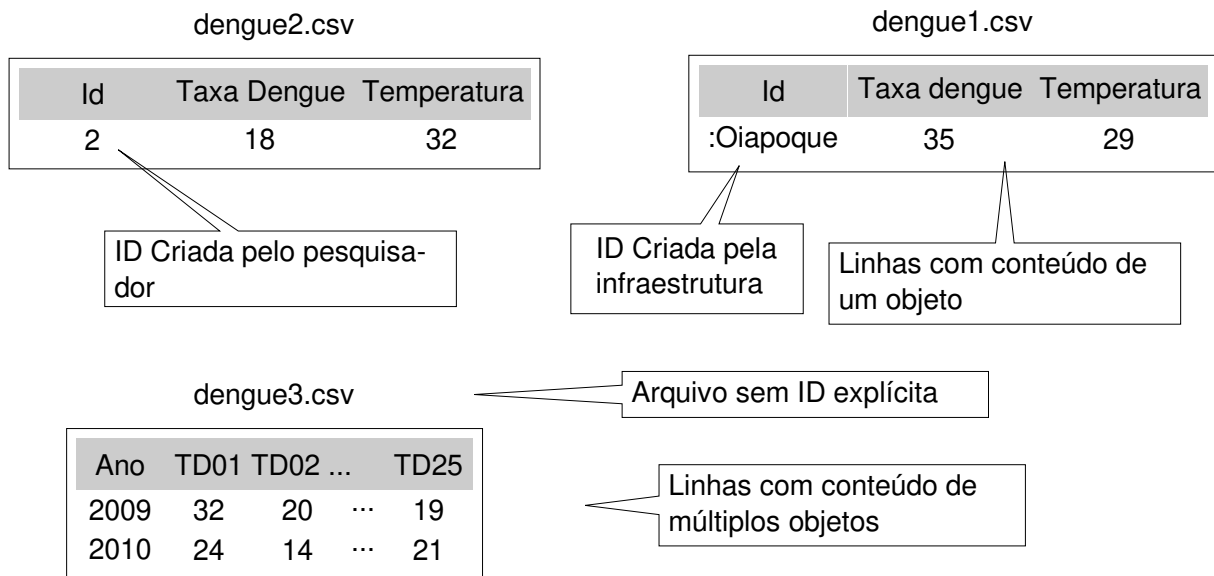 dengue2.csv
Id Taxa Dengue Temperatura
2 18 32
ID Criada pelo pesquisa-
dor
dengue1.csv
Id Taxa dengue Temperatura
:Oiapoque 35 29
ID Criada pela
infraestrutura
Linhas com conteúdo de
um objeto
dengue3.csv
Arquivo sem ID explícita
Ano TD01 TD02 ... TD25
2009 32 20 ... 19
2010 24 14 ... 21
Linhas com conteúdo de
múltiplos objetos